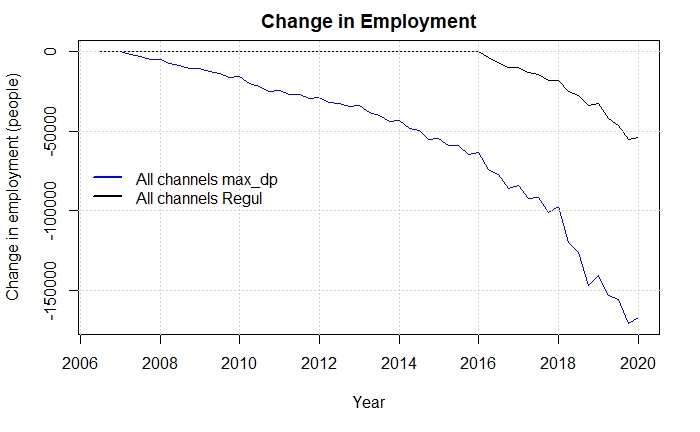 Change in Employment
Change in employment (people)
0
-50000
-100000
-150000
All channels max_dp
All channels Regul
2006 2008 2010 2012 2014 2016 2018 2020
Year